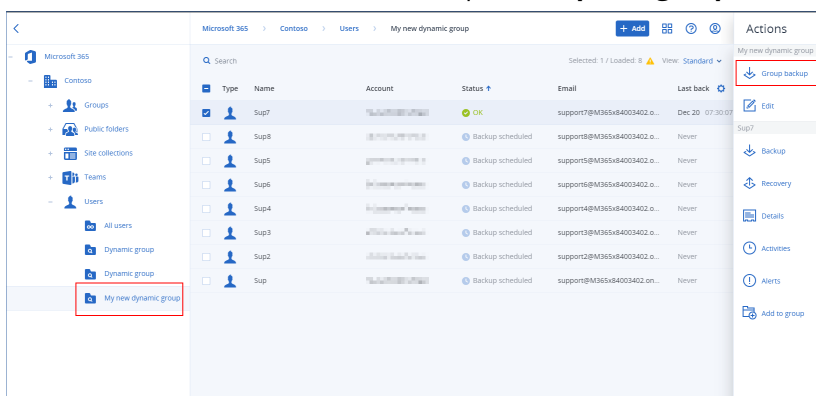 Microsoft 365 > Contoso > Users > My new dynamic group
+ Add
Actions
Microsoft 365
Contoso
Groups
Public folders
Site collections
Teams
Users
All users
Dynamic group
Dynamic group
My new dynamic group
Search
Selected: 1 / Loaded: 8 View: Standard
Type Name Account Status ↑ Email Last back
Sup7 OK support7@M365x84003402.o... Dec 20 07:30:07
Sup8 Backup scheduled support8@M365x84003402.o... Never
Sup5 Backup scheduled support5@M365x84003402.o... Never
Sup6 Backup scheduled support6@M365x84003402.o... Never
Sup4 Backup scheduled support4@M365x84003402.o... Never
Sup3 Backup scheduled support3@M365x84003402.o... Never
Sup2 Backup scheduled support2@M365x84003402.o... Never
Sup Backup scheduled support@M365x84003402.on... Never
My new dynamic group
Group backup
Edit
Sup7
Backup
Recovery
Details
Activities
Alerts
Add to group